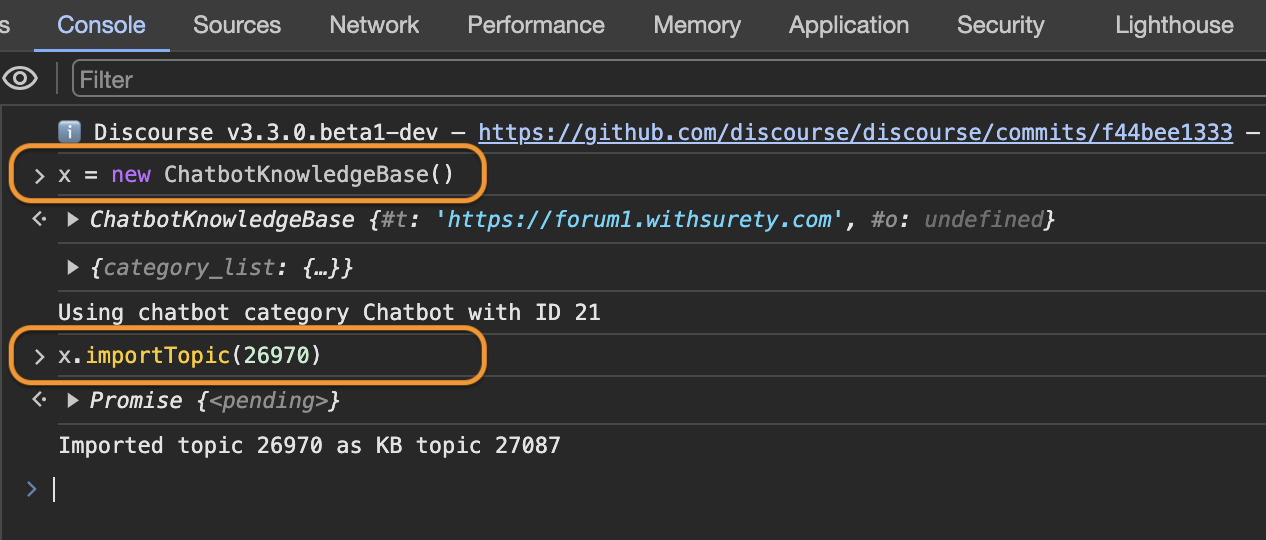 s Console Sources Network Performance Memory Application Security Lighthouse
Filter
i Discourse v3.3.0.beta1-dev — https://github.com/discourse/discourse/commits/f44bee1333 —
> x = new ChatbotKnowledgeBase()
ChatbotKnowledgeBase {#t: 'https://forum1.withsurety.com', #o: undefined}
{category_list: {…}}
Using chatbot category Chatbot with ID 21
> x.importTopic(26970)
Promise {<pending>}
Imported topic 26970 as KB topic 27087
>